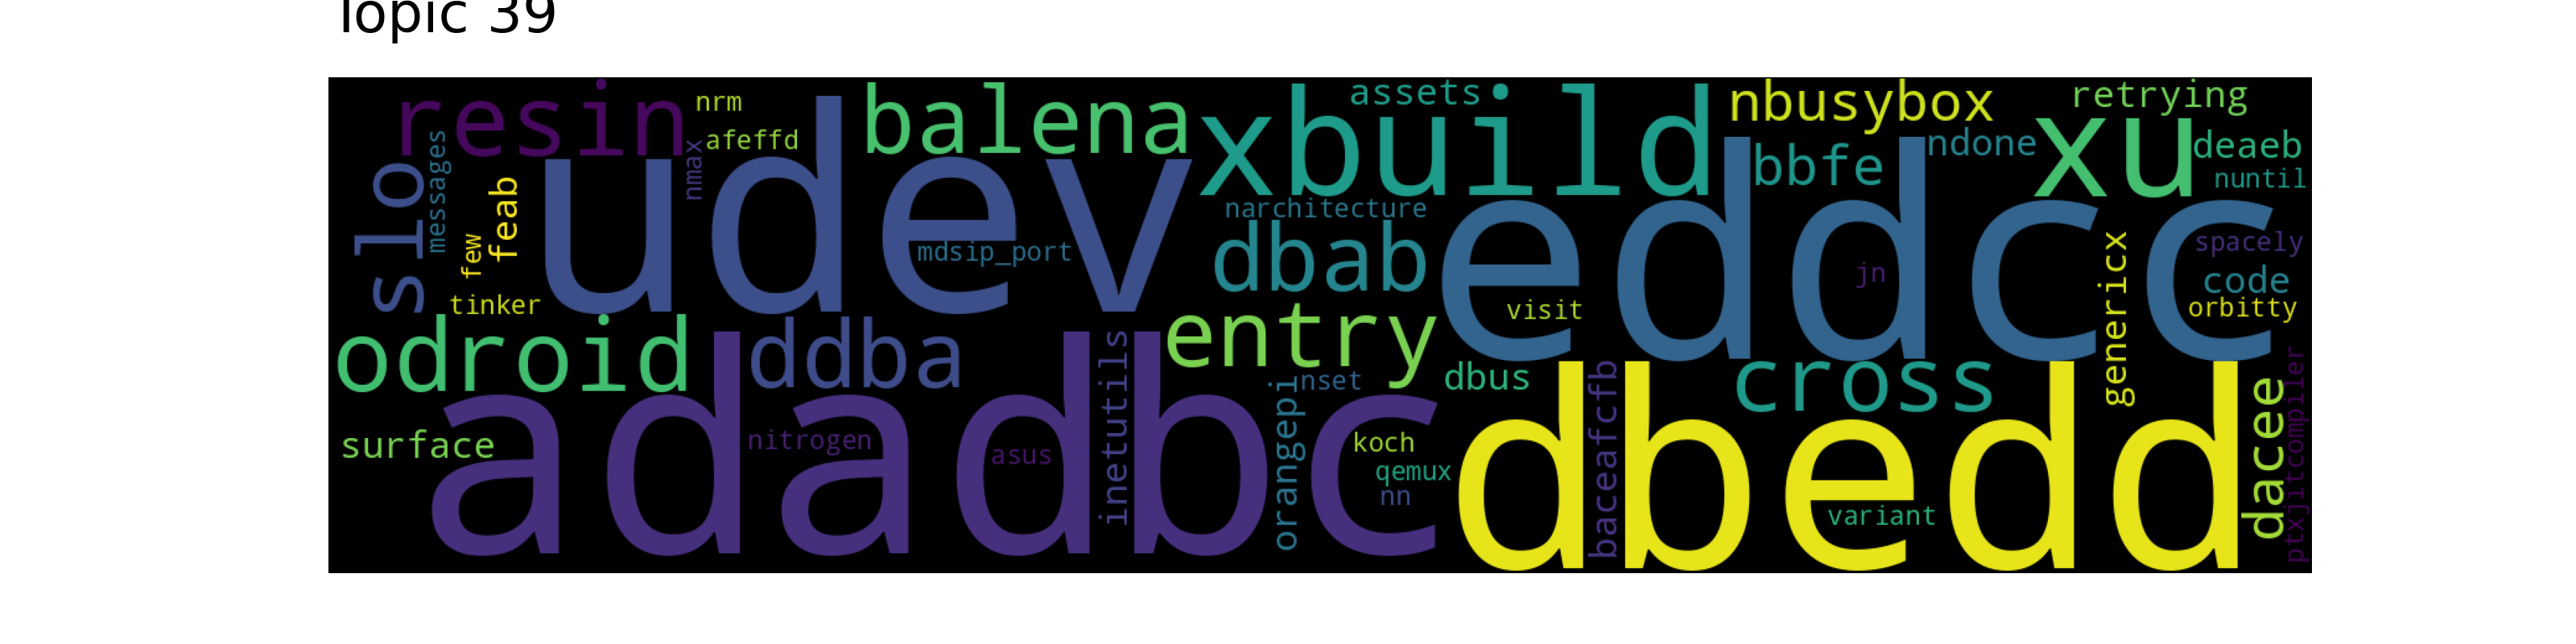 Topic 39
resin
nrm
balena
xbuild
assets
nbusybox
retrying
slo
messages
afeffd
nmax
udev
bbfe
ndone
xu
deaeb
nuntil
feab
few
mdsip_port
narchitecture
dbab
eddcc
jn
genericx
spacely
code
orbitty
tinker
visit
odroid
ddba
entry
surface
adadbc
nitrogen
asus
inetutils
orangepi
nset
dbus
cross
koch
qemux
nn
baceafcfb
dbedd
variant
dacee
ptxjitcompiler